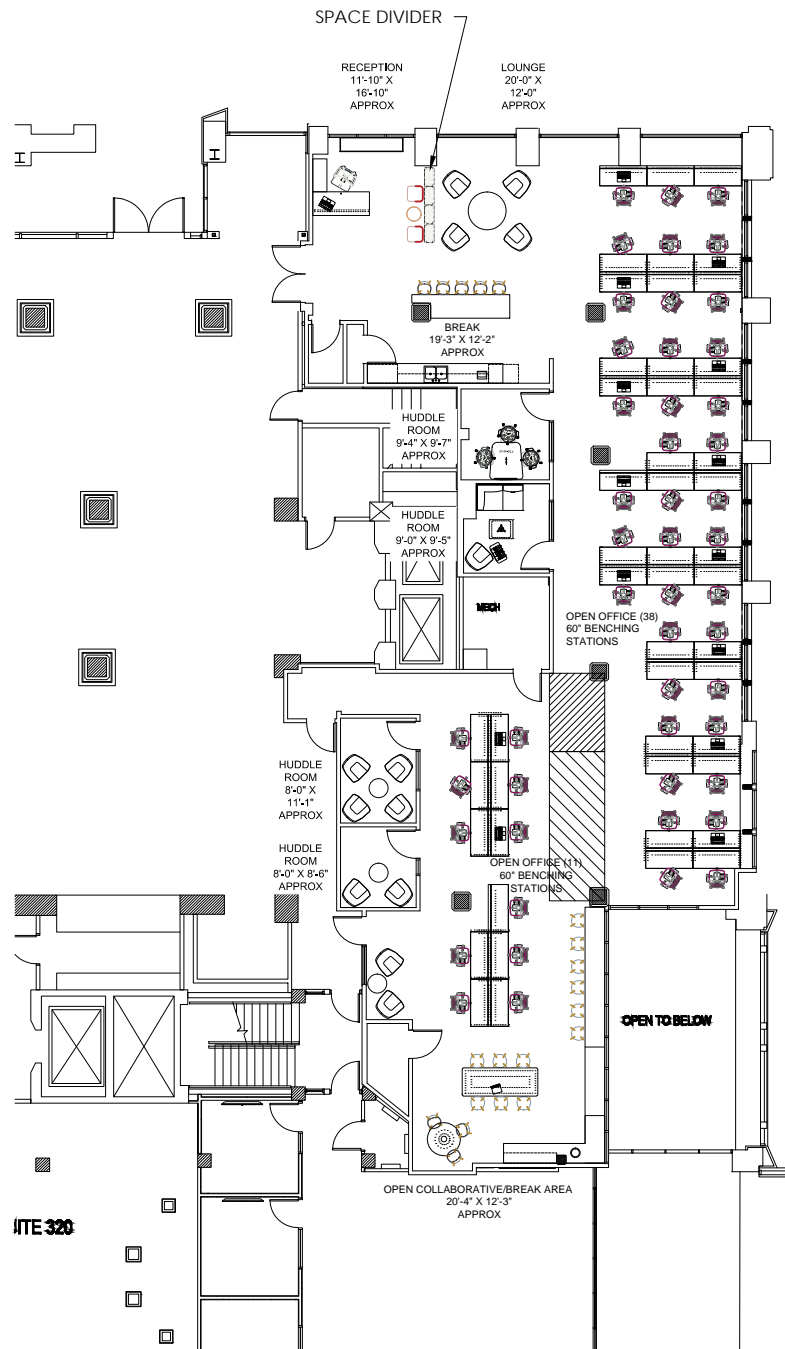 SPACE DIVIDER
RECEPTION
11'-10" X
16'-10"
APPROX
LOUNGE
20'-0" X
12'-0"
APPROX
BREAK
19'-3" X 12'-2"
APPROX
HUDDLE
ROOM
9'-4" X 9'-7"
APPROX
HUDDLE
ROOM
9'-0" X 9'-5"
APPROX
MECH
OPEN OFFICE (38)
60" BENCHING
STATIONS
HUDDLE
ROOM
8'-0" X
11'-1"
APPROX
HUDDLE
ROOM
8'-0" X 8'-6"
APPROX
OPEN OFFICE (11)
60" BENCHING
STATIONS
OPEN TO BELOW
OPEN COLLABORATIVE/BREAK AREA
20'-4" X 12'-3"
APPROX
ITE 320